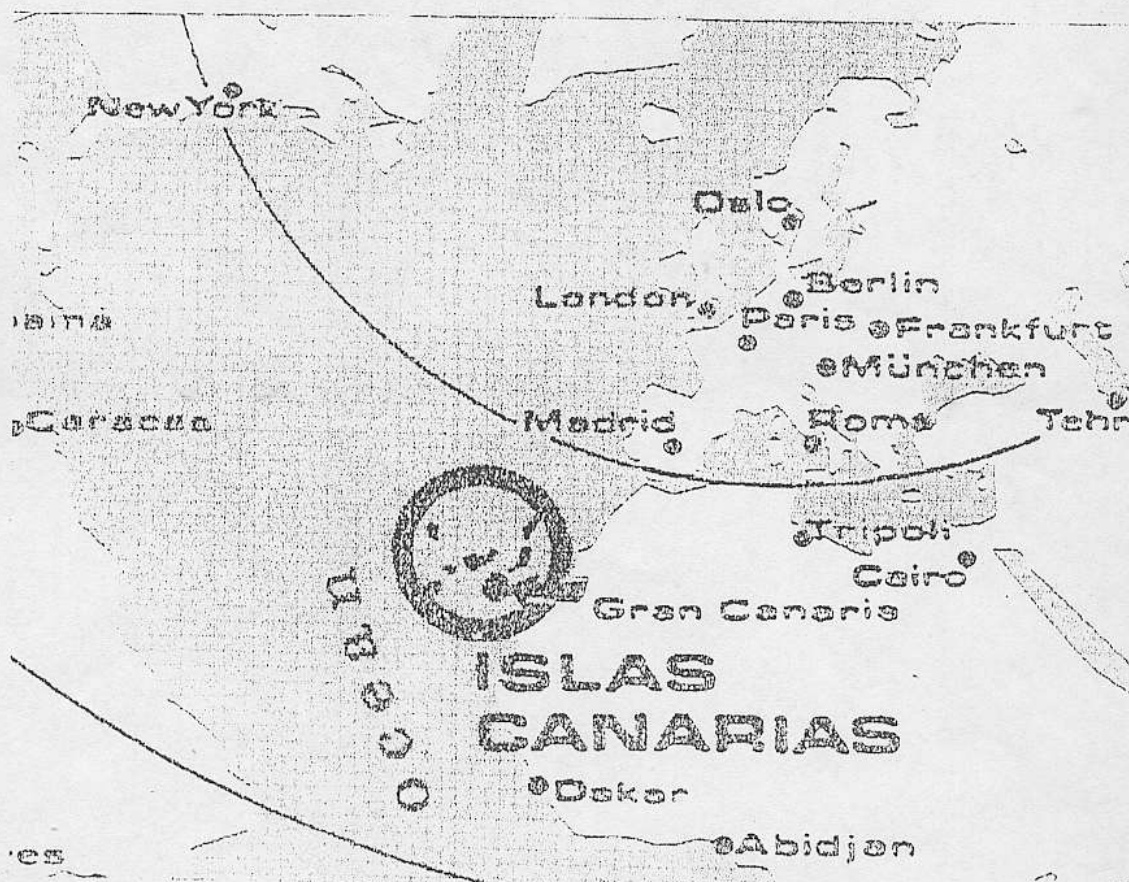 New York
Oslo
London
Berlin
Paris
Frankfurt
München
Caracas
Madrid
Roma
Tehr
Tripoli
Cairo
Gran Canaria
ISLAS
CANARIAS
Dakar
Abidjan